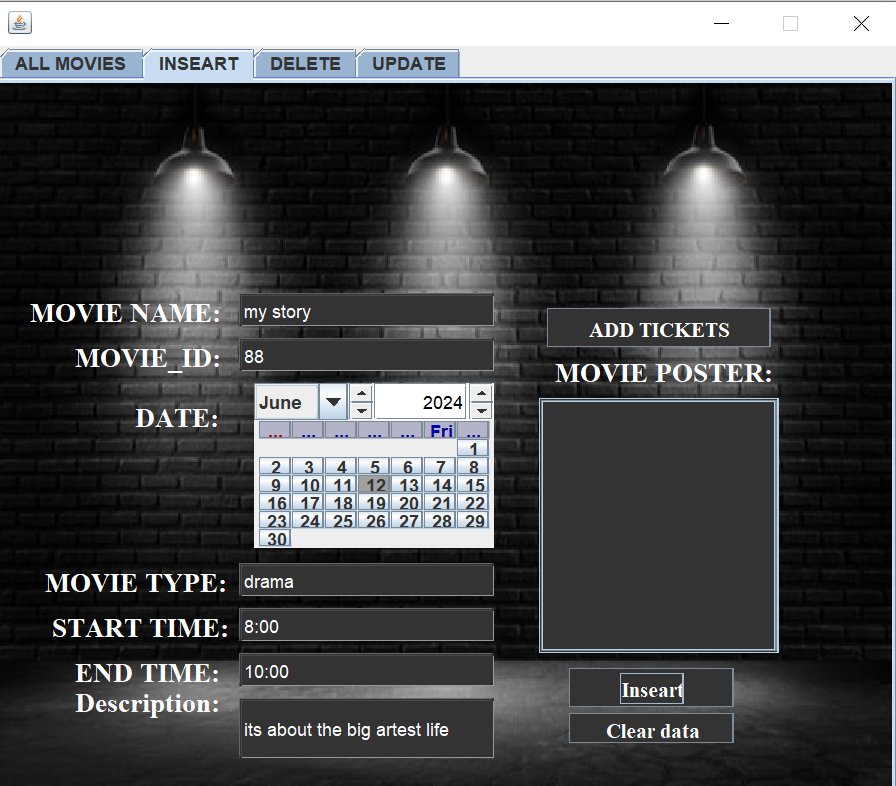 ALL MOVIES INSEART DELETE UPDATE
MOVIE NAME: my story
MOVIE_ID: 88
DATE:
June 2024
... ... ... ... ... Fri ...
1
2 3 4 5 6 7 8
9 10 11 12 13 14 15
16 17 18 19 20 21 22
23 24 25 26 27 28 29
30
MOVIE TYPE: drama
START TIME: 8:00
END TIME: 10:00
Description: its about the big artest life
ADD TICKETS
MOVIE POSTER:
Inseart
Clear data